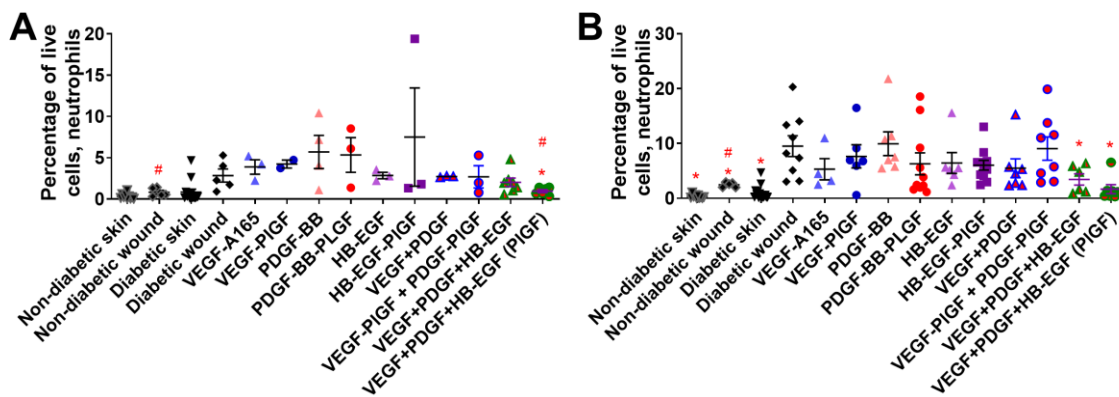 A
Percentage of live
cells, neutrophils
20
15
10
5
0
#
#
*
Non-diabetic skin
Non-diabetic wound
Diabetic skin
Diabetic wound
VEGF-A165
VEGF-PlGF
PDGF-BB
PDGF-BB-PLGF
HB-EGF
HB-EGF-PlGF
VEGF+PDGF
VEGF-PlGF + PDGF-PlGF
VEGF+PDGF+HB-EGF
VEGF+PDGF+HB-EGF (PlGF)
B
Percentage of live
cells, neutrophils
30
20
10
0
*
#
*
*
*
*
Non-diabetic skin
Non-diabetic wound
Diabetic skin
Diabetic wound
VEGF-A165
VEGF-PlGF
PDGF-BB
PDGF-BB-PLGF
HB-EGF
HB-EGF-PlGF
VEGF+PDGF
VEGF-PlGF + PDGF-PlGF
VEGF+PDGF+HB-EGF
VEGF+PDGF+HB-EGF (PlGF)